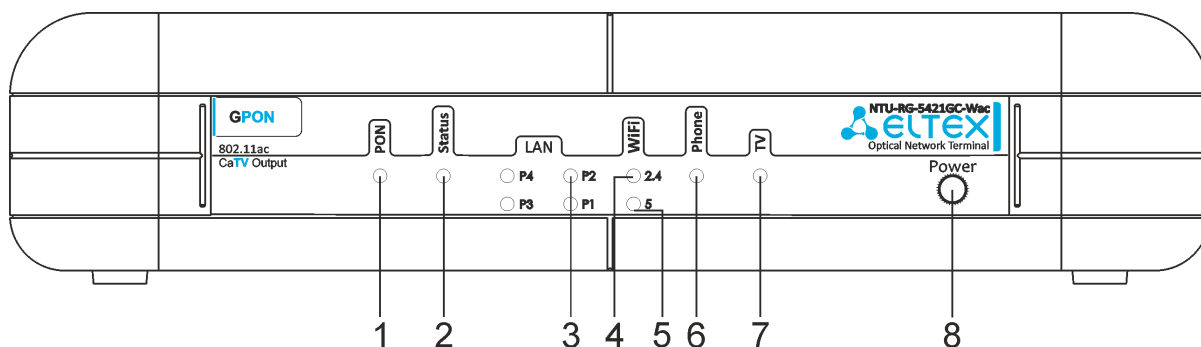 GPON
802.11ac
CaTV Output
PON
Status
LAN
WiFi
Phone
TV
NTU-RG-5421GC-Wac
ELTEX
Optical Network Terminal
Power
P4 P2 2.4
P3 P1 5
1 2 3 4 5 6 7 8